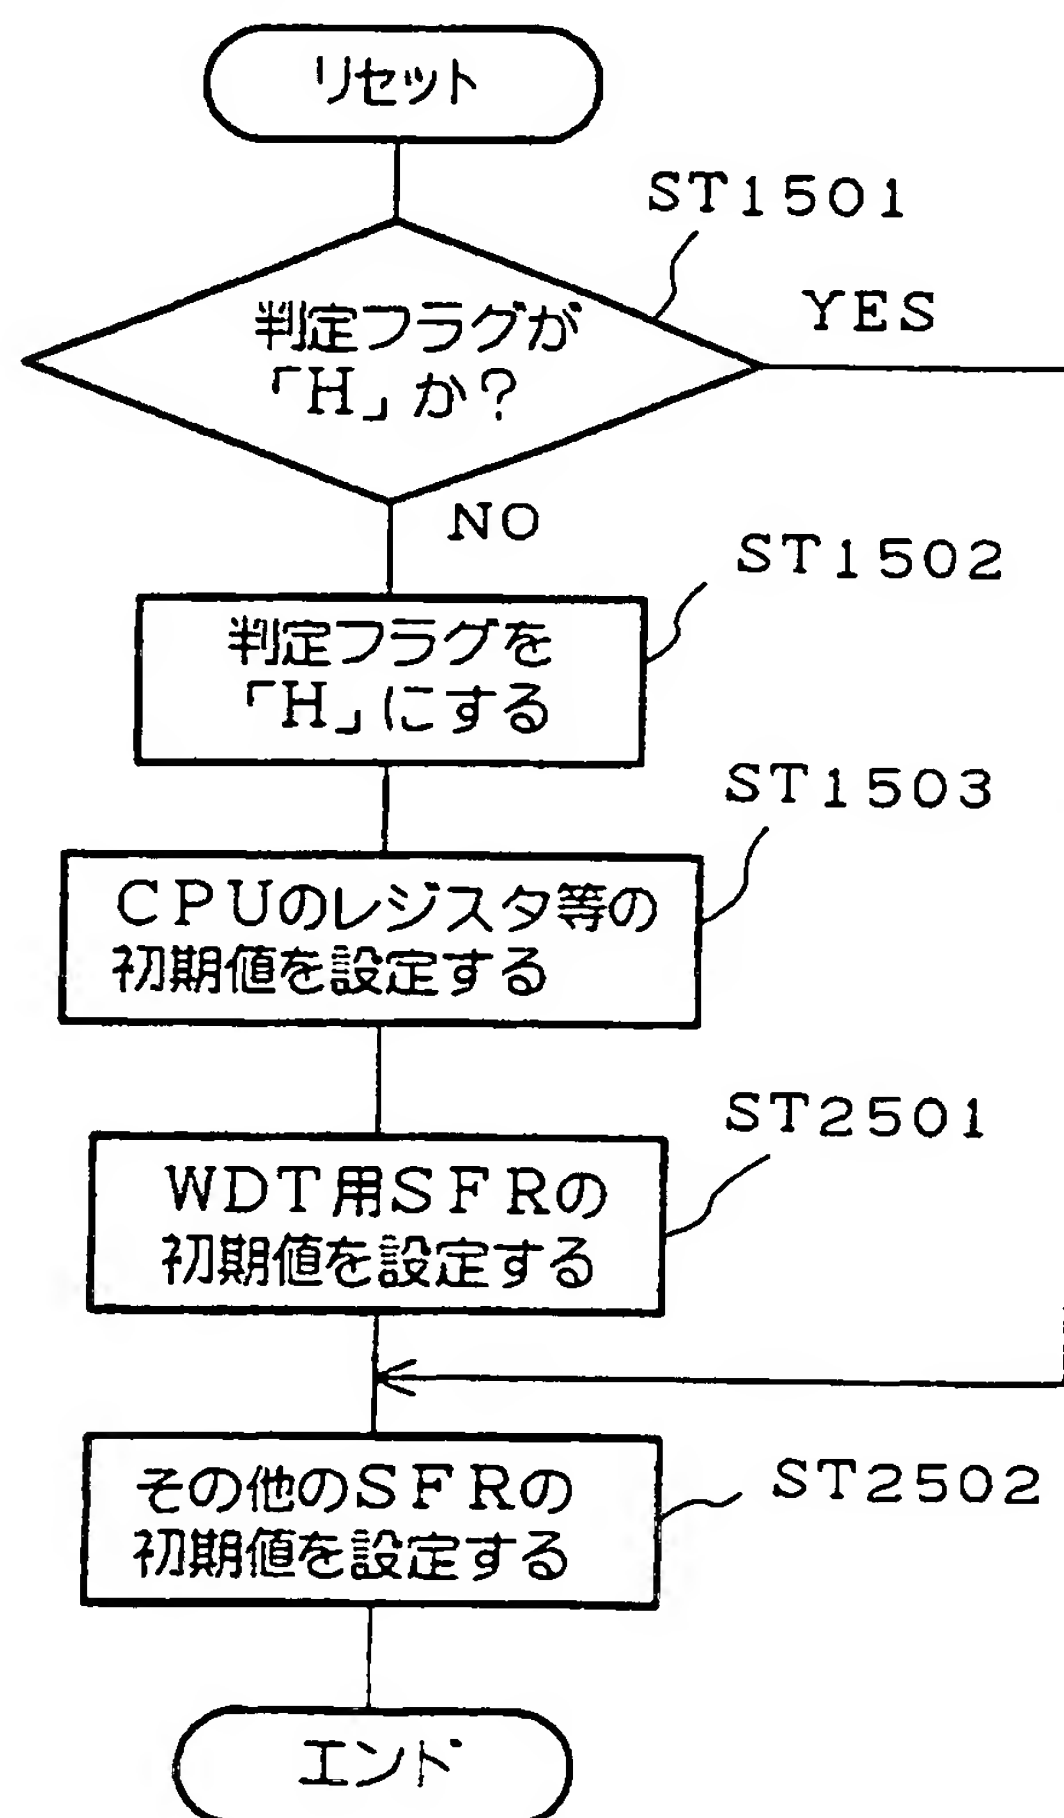 リセット
ST1501
判定フラグが
「H」か?
YES
NO
ST1502
判定フラグを
「H」にする
ST1503
CPUのレジスタ等の
初期値を設定する
ST2501
WDT用SFRの
初期値を設定する
その他のSFRの
初期値を設定する
ST2502
エンド